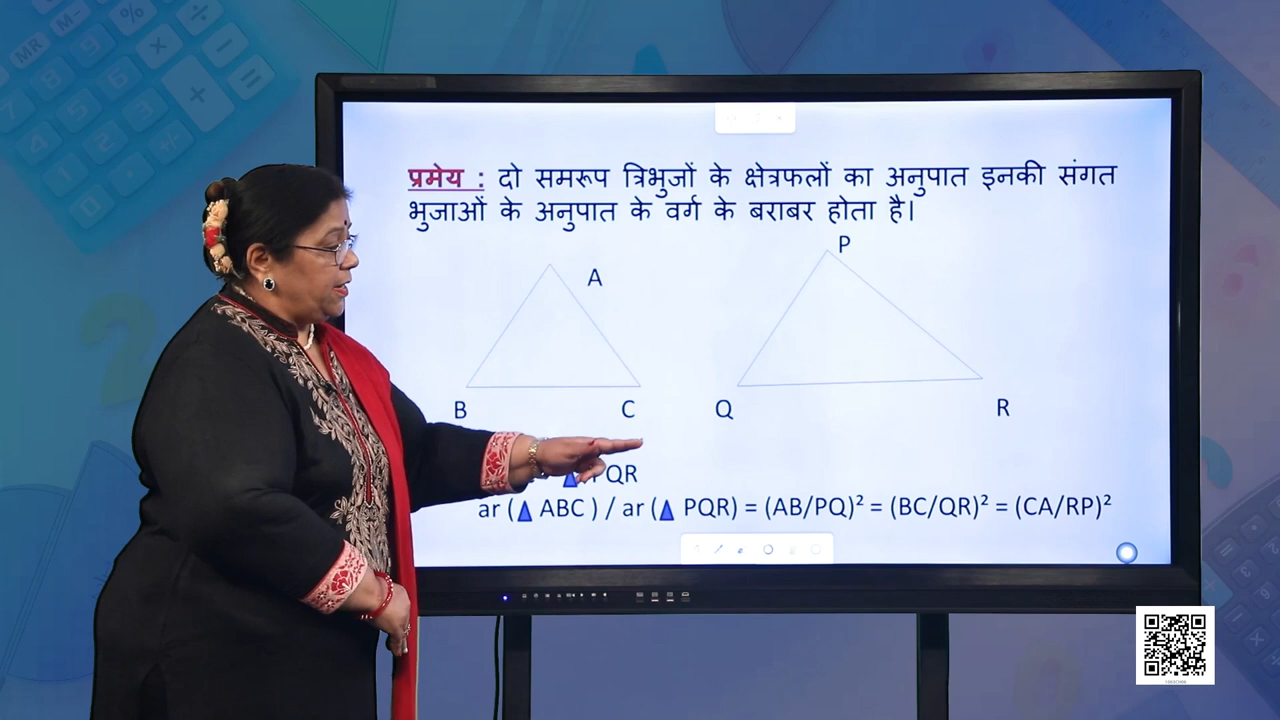 प्रमेय : दो समरूप त्रिभुजों के क्षेत्रफलों का अनुपात इनकी संगत
भुजाओं के अनुपात के वर्ग के बराबर होता है।
P
A
B
C
Q
R
PQR
ar (▲ ABC ) / ar (▲ PQR) = (AB/PQ)² = (BC/QR)² = (CA/RP)²